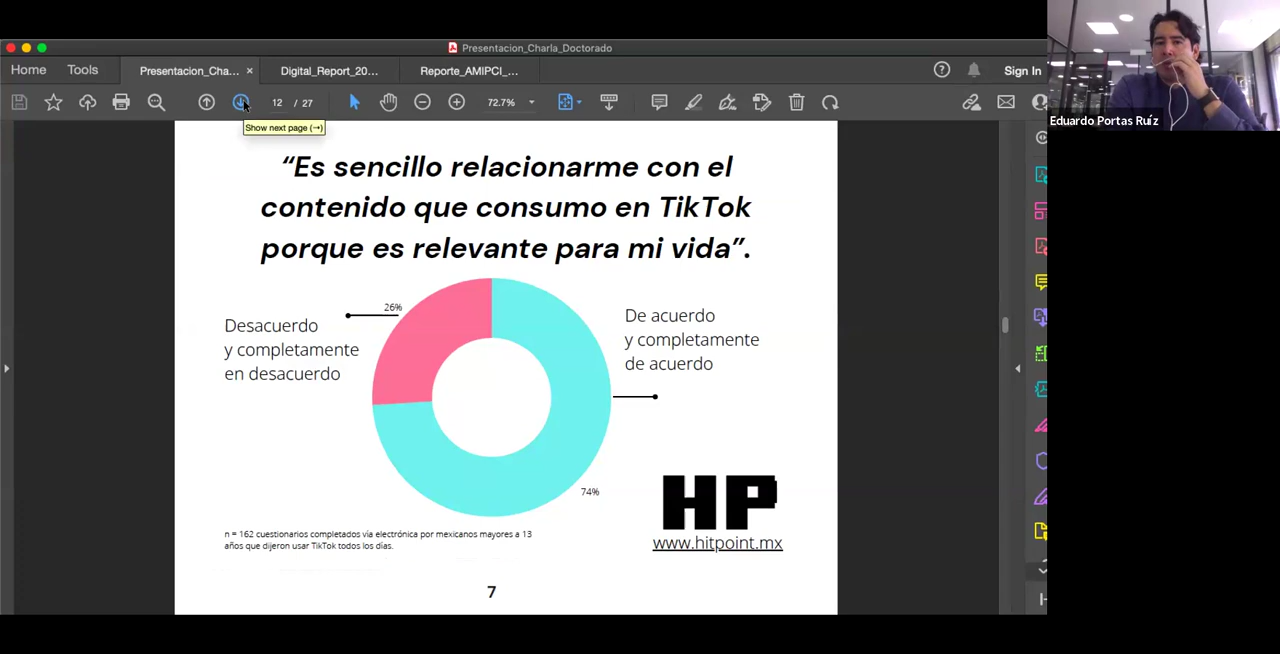 Presentacion_Charla_Doctorado
Home
Tools
Presentacion_Cha...
Digital_Report_20...
Reporte_AMIPCI_...
Sign In
12 / 27
72.7%
Show next page (→)
Eduardo Portas Ruíz
“Es sencillo relacionarme con el
contenido que consumo en TikTok
porque es relevante para mi vida”.
26%
Desacuerdo
y completamente
en desacuerdo
De acuerdo
y completamente
de acuerdo
74%
HP
www.hitpoint.mx
n = 162 cuestionarios completados vía electrónica por mexicanos mayores a 13
años que dijeron usar TikTok todos los días.
7